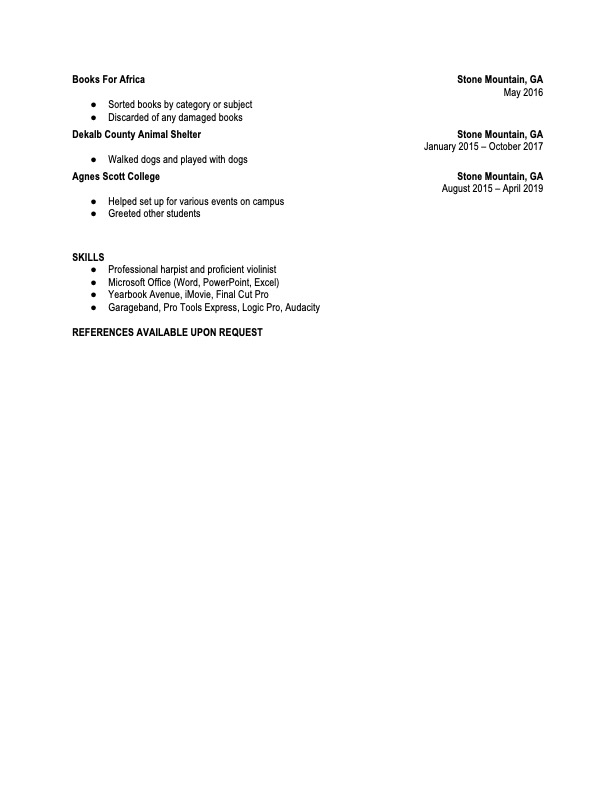 Books For Africa Stone Mountain, GA
May 2016
● Sorted books by category or subject
● Discarded of any damaged books
Dekalb County Animal Shelter Stone Mountain, GA
January 2015 – October 2017
● Walked dogs and played with dogs
Agnes Scott College Stone Mountain, GA
August 2015 – April 2019
● Helped set up for various events on campus
● Greeted other students
SKILLS
● Professional harpist and proficient violinist
● Microsoft Office (Word, PowerPoint, Excel)
● Yearbook Avenue, iMovie, Final Cut Pro
● Garageband, Pro Tools Express, Logic Pro, Audacity
REFERENCES AVAILABLE UPON REQUEST